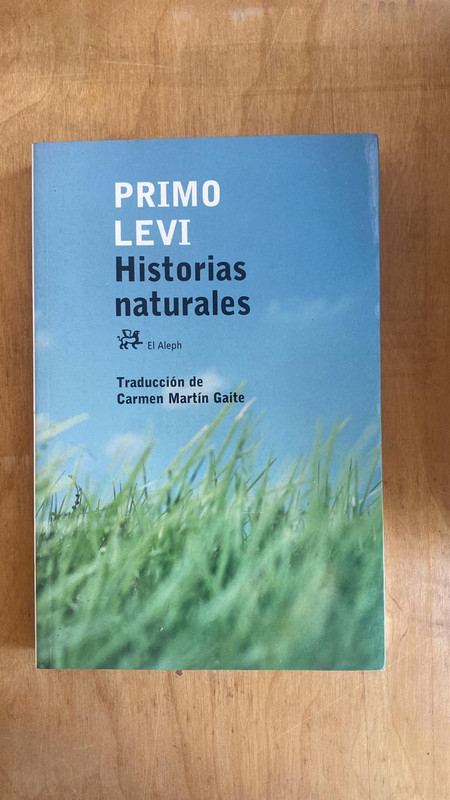 PRIMO
LEVI
Historias
naturales
El Aleph
Traducción de
Carmen Martín Gaite